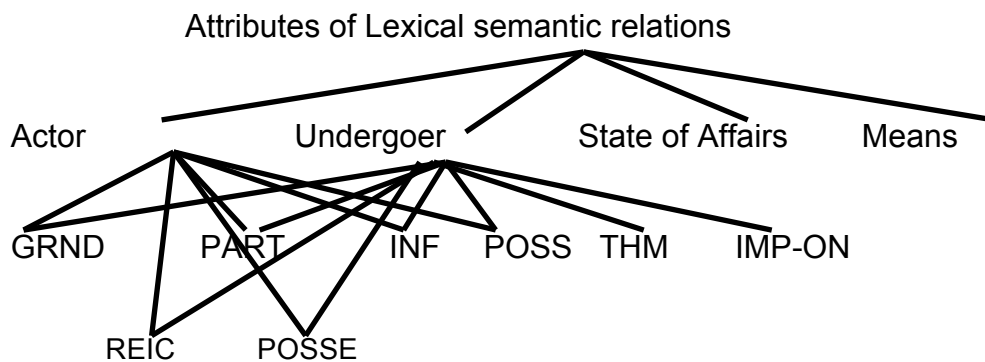 Attributes of Lexical semantic relations
Actor Undergoer State of Affairs Means
GRND PART INF POSS THM IMP-ON
REIC POSSE